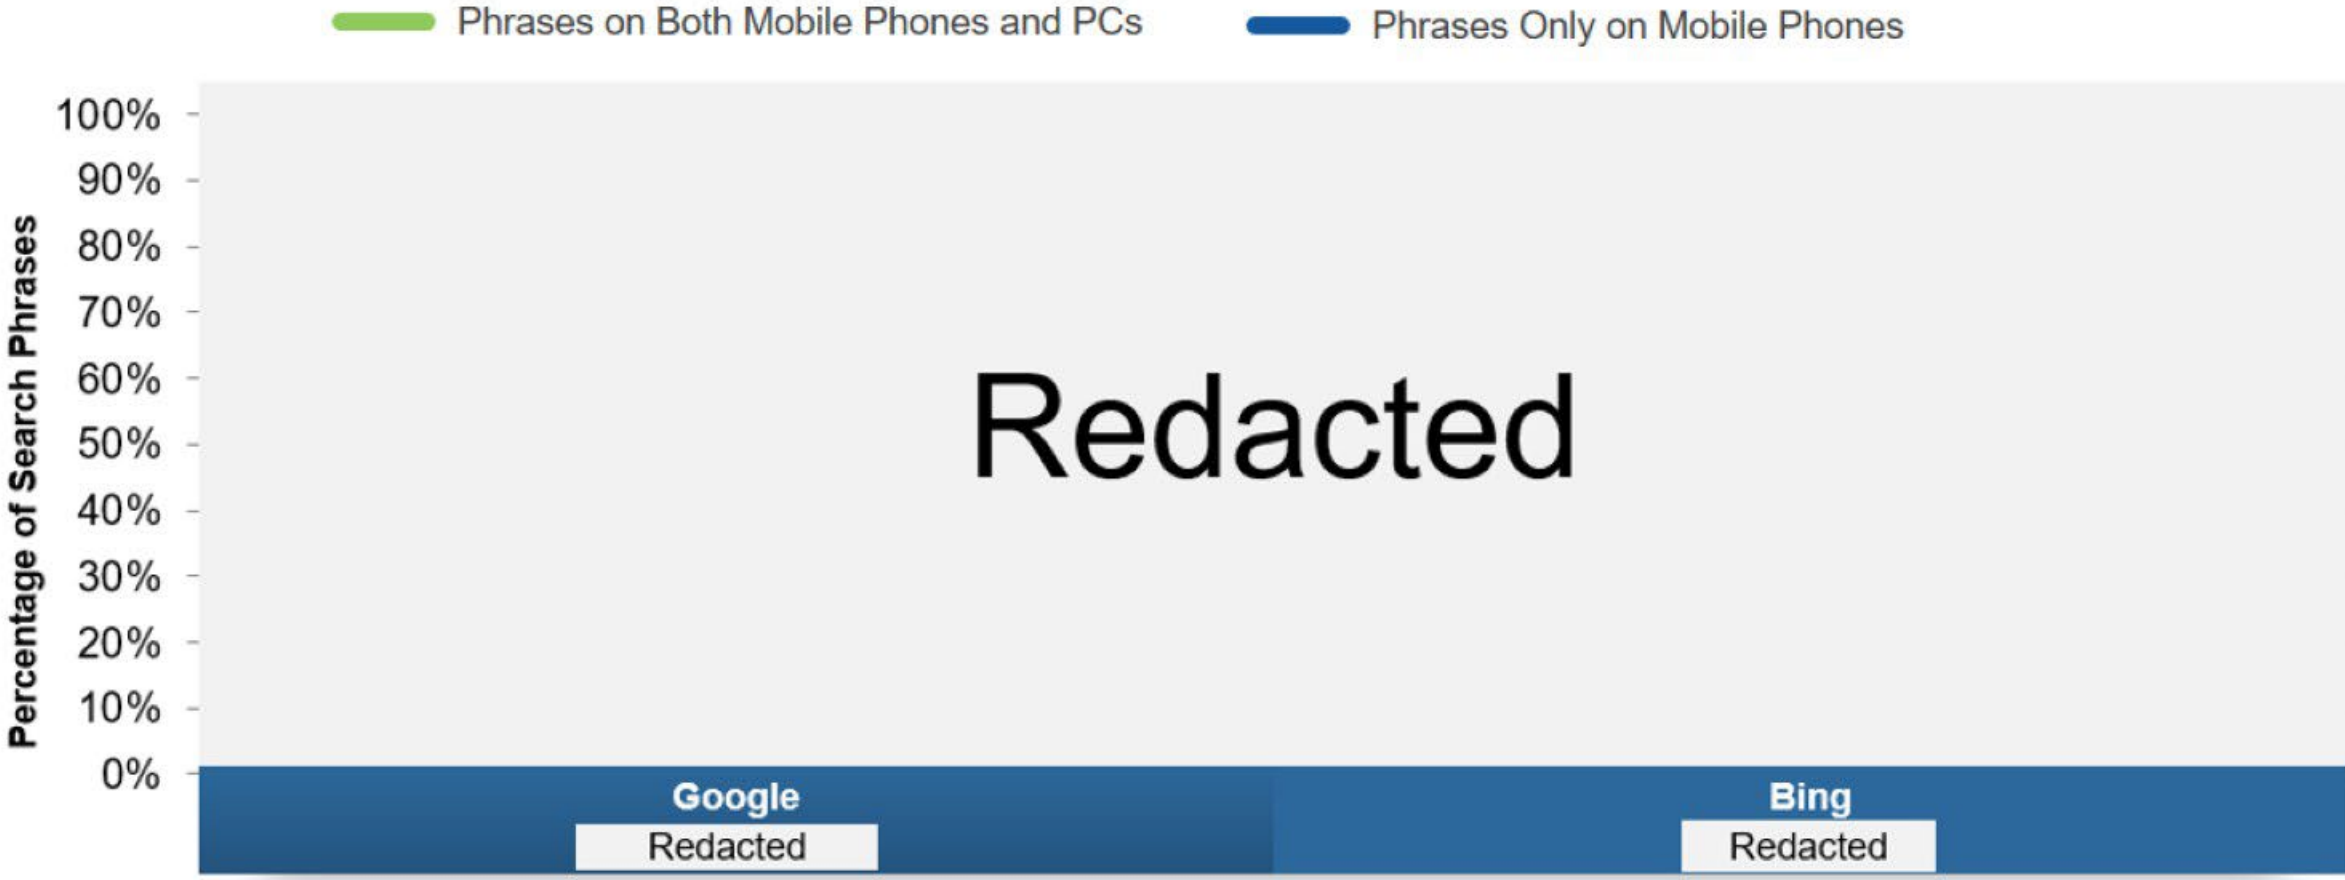 Phrases on Both Mobile Phones and PCs
Phrases Only on Mobile Phones
Percentage of Search Phrases
100%
90%
80%
70%
60%
50%
40%
30%
20%
10%
0%
Redacted
Google
Redacted
Bing
Redacted